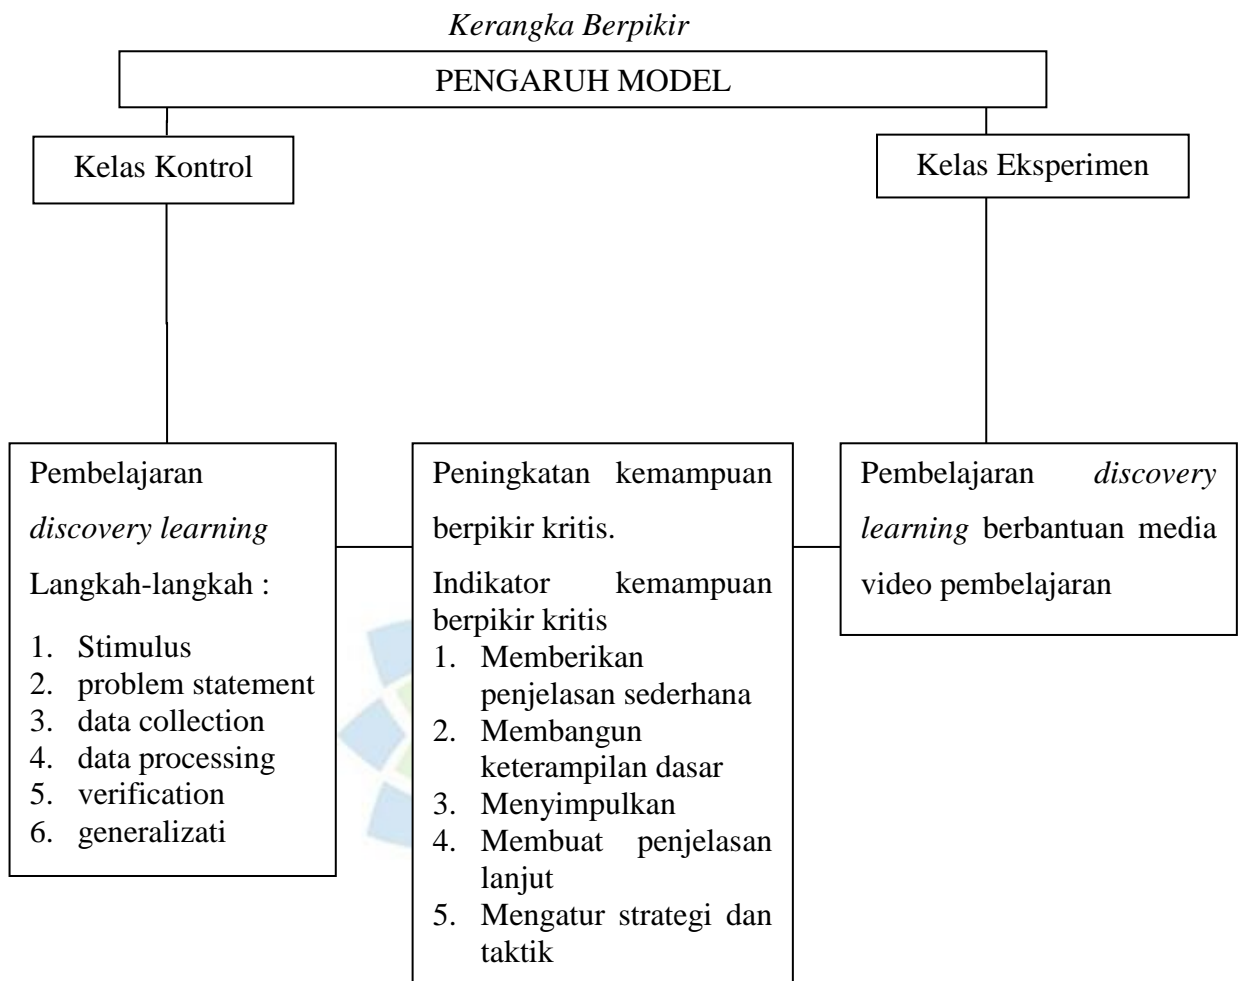 Kerangka Berpikir
PENGARUH MODEL
Kelas Kontrol
Kelas Eksperimen
Pembelajaran
discovery learning
Langkah-langkah :
1. Stimulus
2. problem statement
3. data collection
4. data processing
5. verification
6. generalizati
Peningkatan kemampuan
berpikir kritis.
Indikator kemampuan
berpikir kritis
1. Memberikan
penjelasan sederhana
2. Membangun
keterampilan dasar
3. Menyimpulkan
4. Membuat penjelasan
lanjut
5. Mengatur strategi dan
taktik
Pembelajaran discovery
learning berbantuan media
video pembelajaran